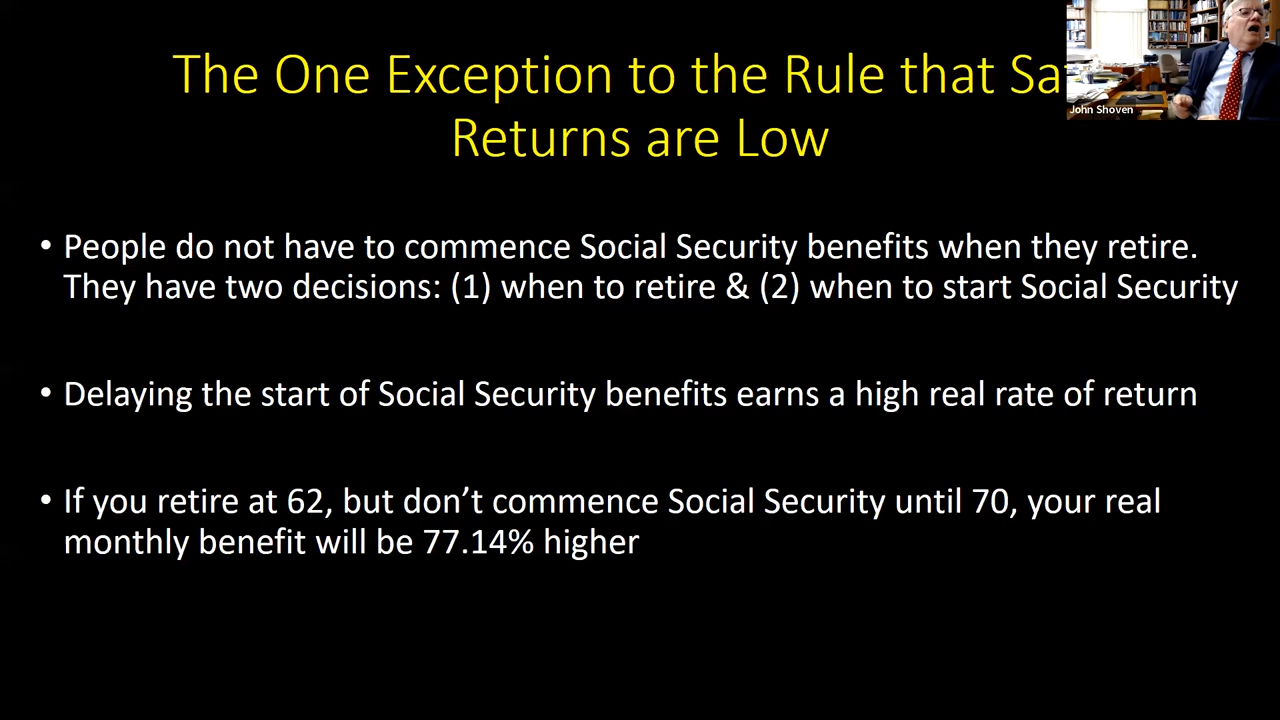 The One Exception to the Rule that
Returns are Low
John Shoven
• People do not have to commence Social Security benefits when they retire.
They have two decisions: (1) when to retire & (2) when to start Social Security
• Delaying the start of Social Security benefits earns a high real rate of return
• If you retire at 62, but don’t commence Social Security until 70, your real
monthly benefit will be 77.14% higher